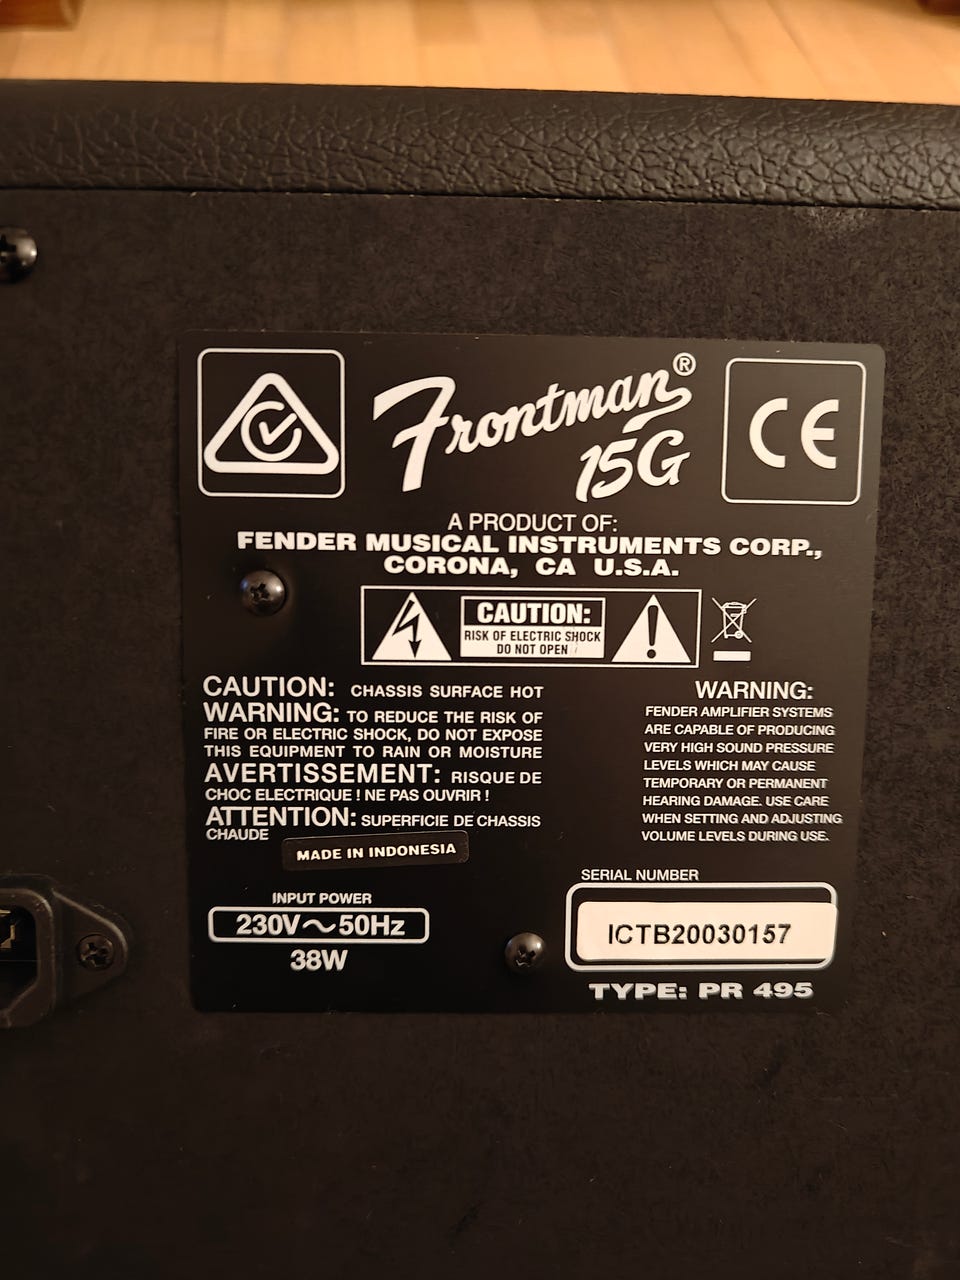 Frontman®
15G
CE
A PRODUCT OF:
FENDER MUSICAL INSTRUMENTS CORP.,
CORONA, CA U.S.A.
CAUTION:
RISK OF ELECTRIC SHOCK
DO NOT OPEN
CAUTION: CHASSIS SURFACE HOT
WARNING: TO REDUCE THE RISK OF
FIRE OR ELECTRIC SHOCK, DO NOT EXPOSE
THIS EQUIPMENT TO RAIN OR MOISTURE
AVERTISSEMENT: RISQUE DE
CHOC ELECTRIQUE ! NE PAS OUVRIR !
ATTENTION: SUPERFICIE DE CHASSIS
CHAUDE
MADE IN INDONESIA
WARNING:
FENDER AMPLIFIER SYSTEMS
ARE CAPABLE OF PRODUCING
VERY HIGH SOUND PRESSURE
LEVELS WHICH MAY CAUSE
TEMPORARY OR PERMANENT
HEARING DAMAGE. USE CARE
WHEN SETTING AND ADJUSTING
VOLUME LEVELS DURING USE.
INPUT POWER
230V～50Hz
38W
SERIAL NUMBER
ICTB20030157
TYPE: PR 495